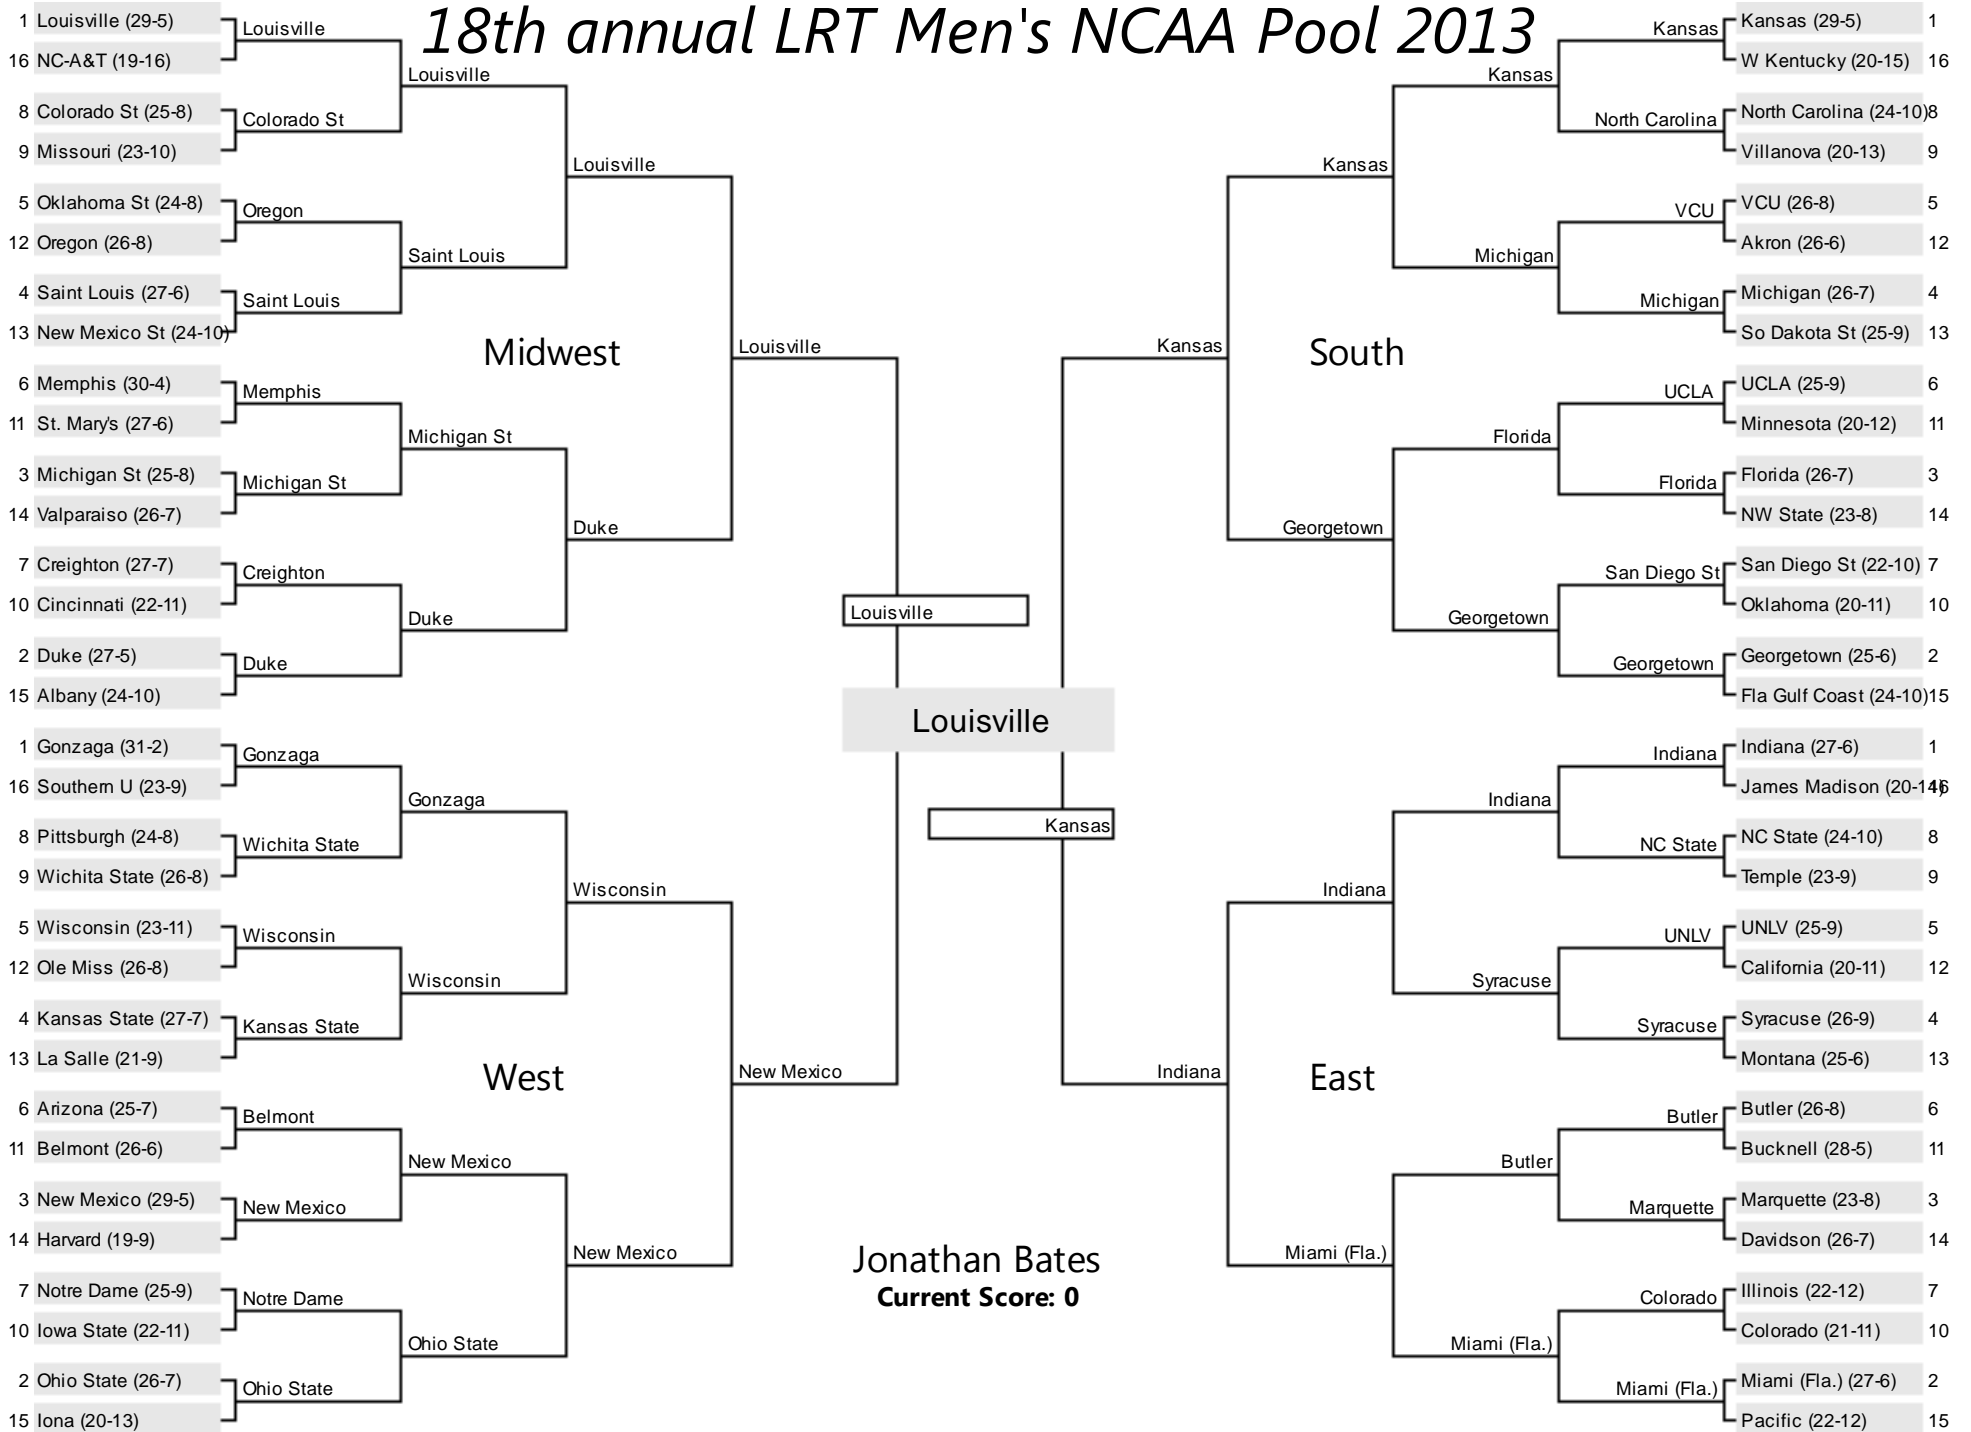 18th annual LRT Men's NCAA Pool 2013
1 Louisville (29-5)
Louisville
16 NC-A&T (19-16)
Louisville
8 Colorado St (25-8)
Colorado St
9 Missouri (23-10)
Louisville
5 Oklahoma St (24-8)
Oregon
12 Oregon (26-8)
Saint Louis
4 Saint Louis (27-6)
Saint Louis
13 New Mexico St (24-10)
Midwest
Louisville
6 Memphis (30-4)
Memphis
11 St. Mary's (27-6)
Michigan St
3 Michigan St (25-8)
Michigan St
14 Valparaiso (26-7)
Duke
7 Creighton (27-7)
Creighton
10 Cincinnati (22-11)
Duke
2 Duke (27-5)
Duke
15 Albany (24-10)
1 Gonzaga (31-2)
Gonzaga
16 Southern U (23-9)
Gonzaga
8 Pittsburgh (24-8)
Wichita State
9 Wichita State (26-8)
Wisconsin
5 Wisconsin (23-11)
Wisconsin
12 Ole Miss (26-8)
Wisconsin
4 Kansas State (27-7)
Kansas State
13 La Salle (21-9)
West
New Mexico
6 Arizona (25-7)
Belmont
11 Belmont (26-6)
New Mexico
3 New Mexico (29-5)
New Mexico
14 Harvard (19-9)
New Mexico
7 Notre Dame (25-9)
Notre Dame
10 Iowa State (22-11)
Ohio State
2 Ohio State (26-7)
Ohio State
15 Iona (20-13)
Louisville
Louisville
Kansas
Jonathan Bates
Current Score: 0
Kansas (29-5) 1
Kansas
W Kentucky (20-15) 16
Kansas
North Carolina (24-10) 8
North Carolina
Villanova (20-13) 9
Kansas
VCU (26-8) 5
VCU
Akron (26-6) 12
Michigan
Michigan (26-7) 4
Michigan
So Dakota St (25-9) 13
South
Kansas
UCLA (25-9) 6
UCLA
Minnesota (20-12) 11
Florida
Florida (26-7) 3
Florida
NW State (23-8) 14
Georgetown
San Diego St (22-10) 7
San Diego St
Oklahoma (20-11) 10
Georgetown
Georgetown (25-6) 2
Georgetown
Fla Gulf Coast (24-10) 15
Indiana (27-6) 1
Indiana
James Madison (20-14) 16
Indiana
NC State (24-10) 8
NC State
Temple (23-9) 9
Indiana
UNLV (25-9) 5
UNLV
California (20-11) 12
Syracuse
Syracuse (26-9) 4
Syracuse
Montana (25-6) 13
East
Indiana
Butler (26-8) 6
Butler
Bucknell (28-5) 11
Butler
Marquette (23-8) 3
Marquette
Davidson (26-7) 14
Miami (Fla.)
Illinois (22-12) 7
Colorado
Colorado (21-11) 10
Miami (Fla.)
Miami (Fla.) (27-6) 2
Miami (Fla.)
Pacific (22-12) 15